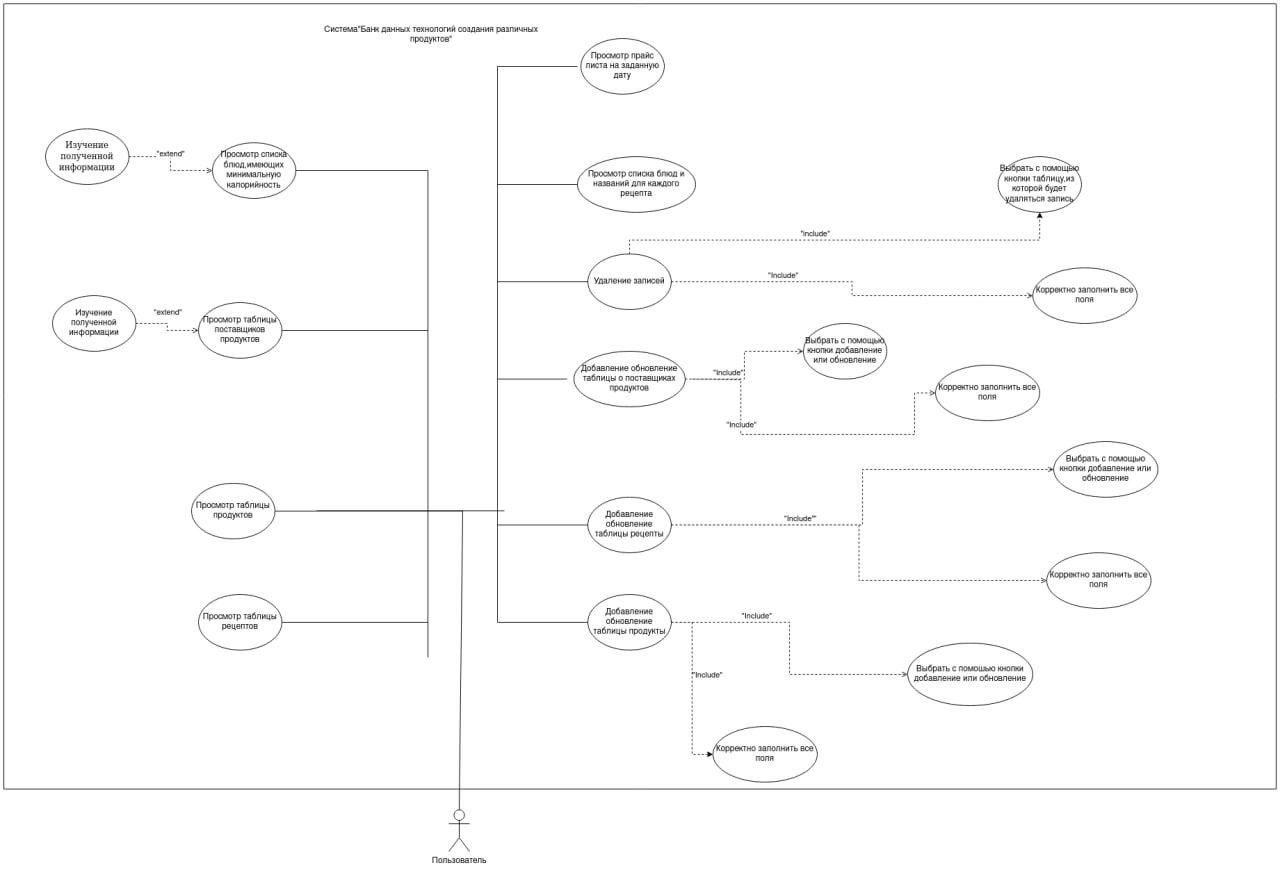 Система"Банк данных технологий создания различных
продуктов"
Просмотр прайс
листа на заданную
дату
Изучение
полученной
информации
"extend"
Просмотр списка
блюд,имеющих
минимальную
калорийность
Просмотр списка блюд и
названий для каждого
рецепта
Выбрать с помощью
кнопки таблицу,из
которой будет
удаляться запись
"include"
Удаление записей
"Include"
Корректно заполнить все
поля
Изучение
полученной
информации
"extend"
Просмотр таблицы
поставщиков
продуктов
Выбрать с помощью
кнопки добавление
или обновление
Добавление обновление
таблицы о поставщиках
продуктов
"Include"
Корректно заполнить все
поля
"Include"
Выбрать с помощью
кнопки добавление или
обновление
Просмотр таблицы
продуктов
Добавление
обновление
таблицы рецепты
"Include""
Корректно заполнить все
поля
Просмотр таблицы
рецептов
Добавление
обновление
таблицы продукты
"Include"
Выбрать с помошью кнопки
добавление или обновление
"Include"
Корректно заполнить все
поля
Пользователь